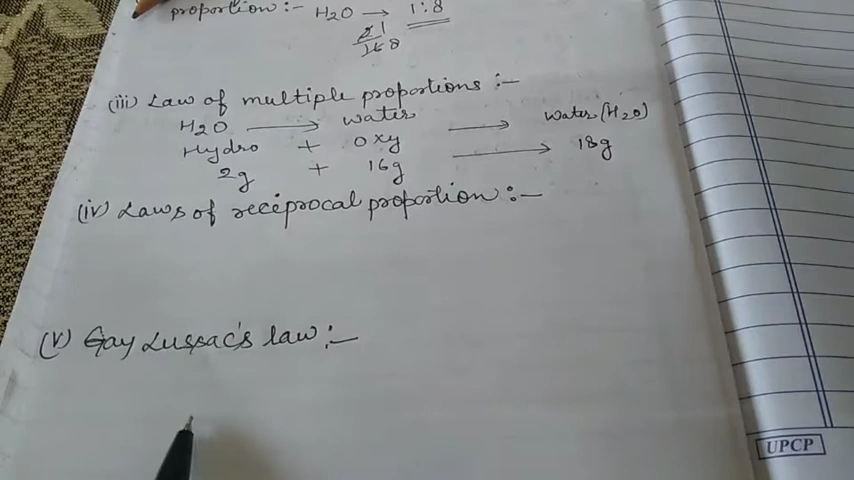 proportion :- H2O → 1:8
2 1
16 8
(iii) Law of multiple proportions :-
H2O → water
Hydro + oxy → water (H2O)
2g + 16g → 18g
(iv) Laws of reciprocal proportion :-
(v) Gay Lussac's law :-
UPCP